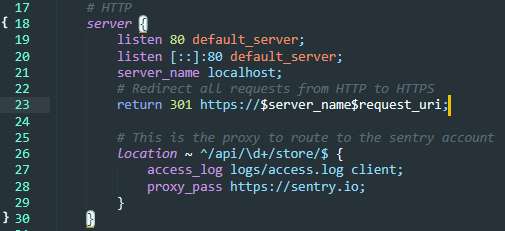 17 # HTTP
{ 18 server {
19 listen 80 default_server;
20 listen [::]:80 default_server;
21 server_name localhost;
22 # Redirect all requests from HTTP to HTTPS
23 return 301 https://$server_name$request_uri;
24
25 # This is the proxy to route to the sentry account
26 location ~ ^/api/\d+/store/$ {
27 access_log logs/access.log client;
28 proxy_pass https://sentry.io;
29 }
} 30 }